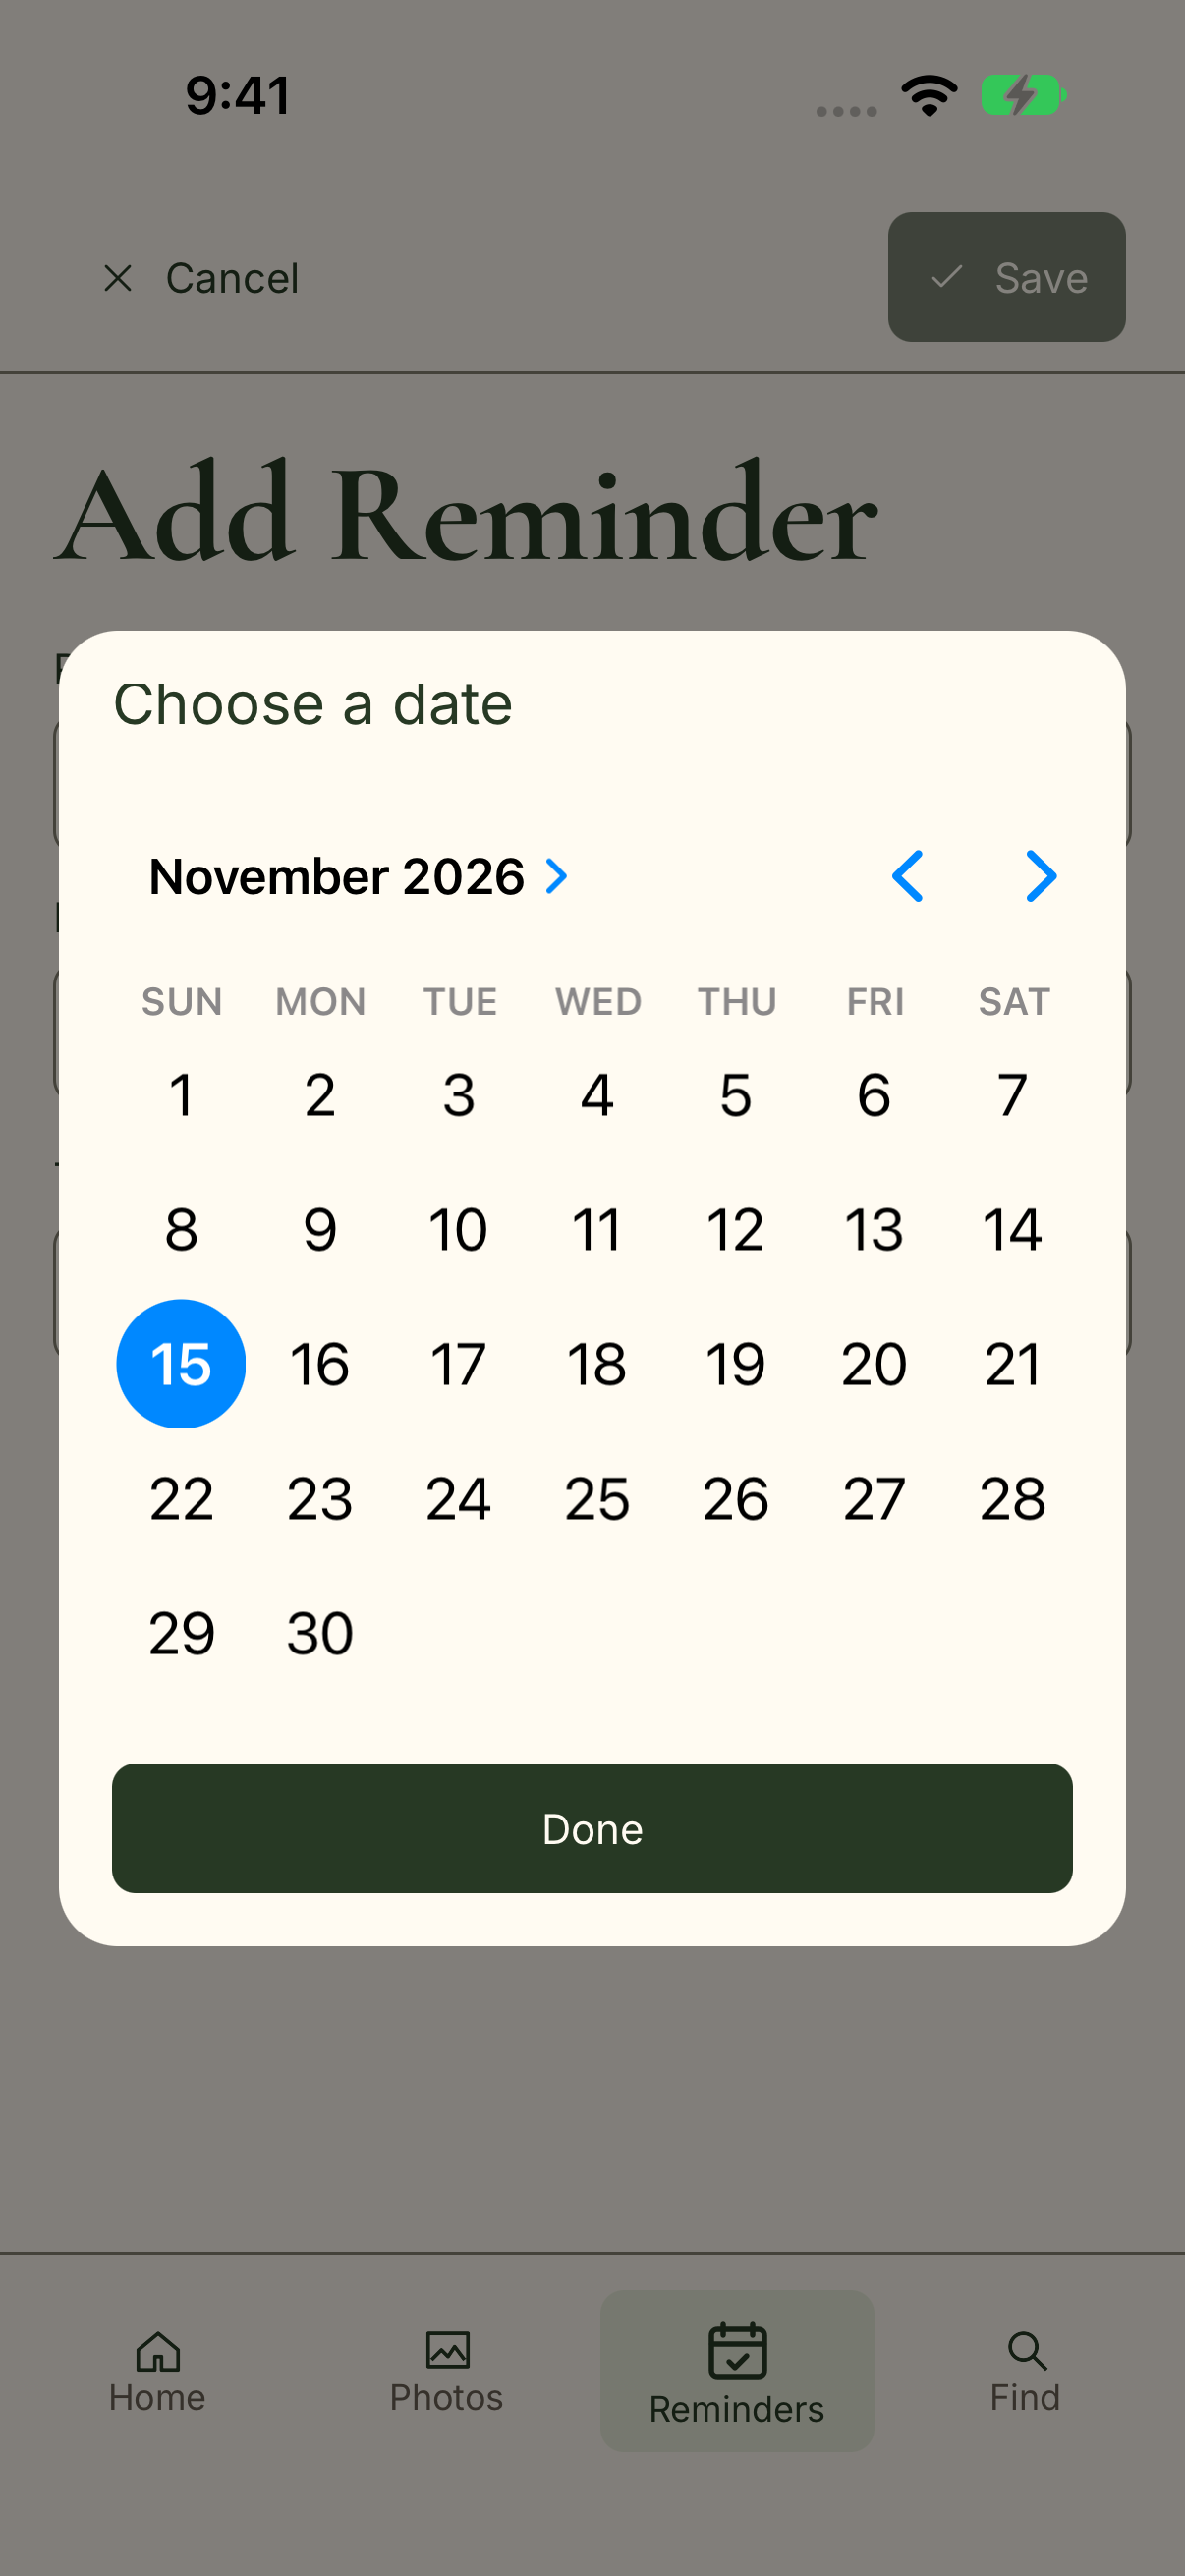 9:41
Cancel
Save
Add Reminder
Choose a date
November 2026
SUN MON TUE WED THU FRI SAT
1 2 3 4 5 6 7
8 9 10 11 12 13 14
15 16 17 18 19 20 21
22 23 24 25 26 27 28
29 30
Done
Home Photos Reminders Find